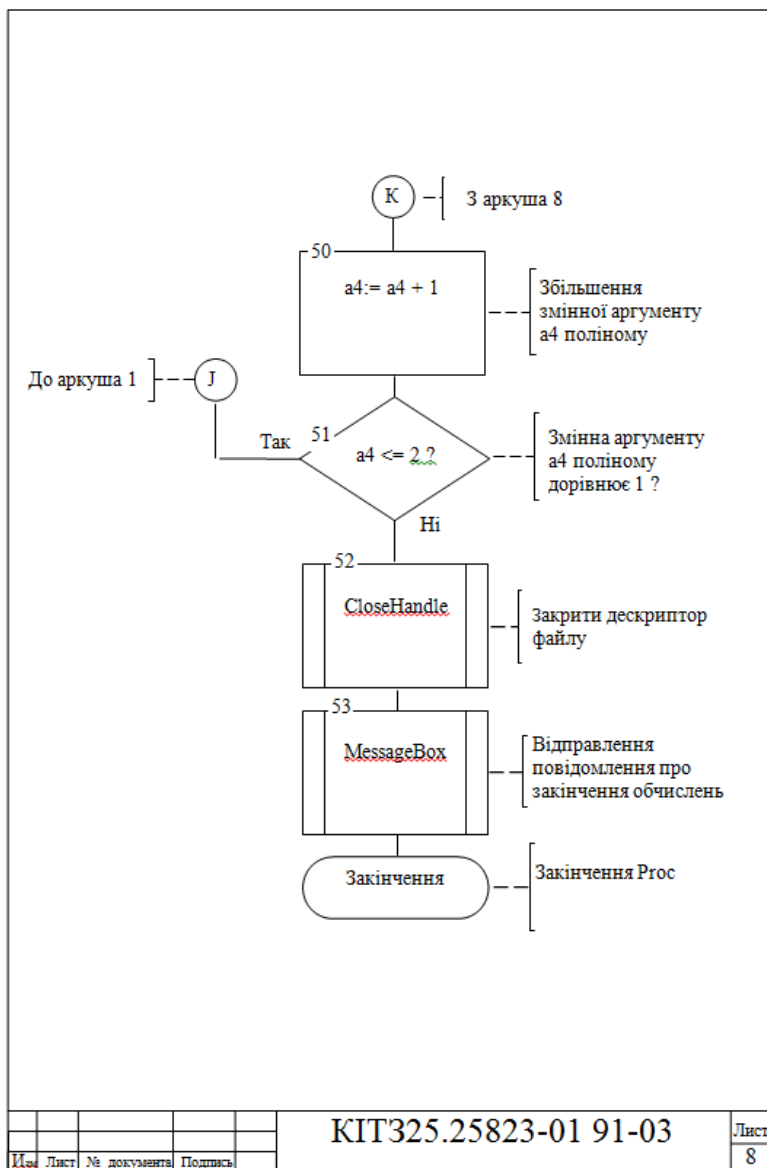 К
З аркуша 8
50
a4:= a4 + 1
Збільшення
змінної аргументу
a4 поліному
До аркуша 1
J
Так
51
a4 <= 2 ?
Змінна аргументу
a4 поліному
дорівнює 1 ?
Ні
52
CloseHandle
Закрити дескриптор
файлу
53
MessageBox
Відправлення
повідомлення про
закінчення обчислень
Закінчення
Закінчення Proc
КІТЗ25.25823-01 91-03
Лист
8
Изм Лист № документа Подпись